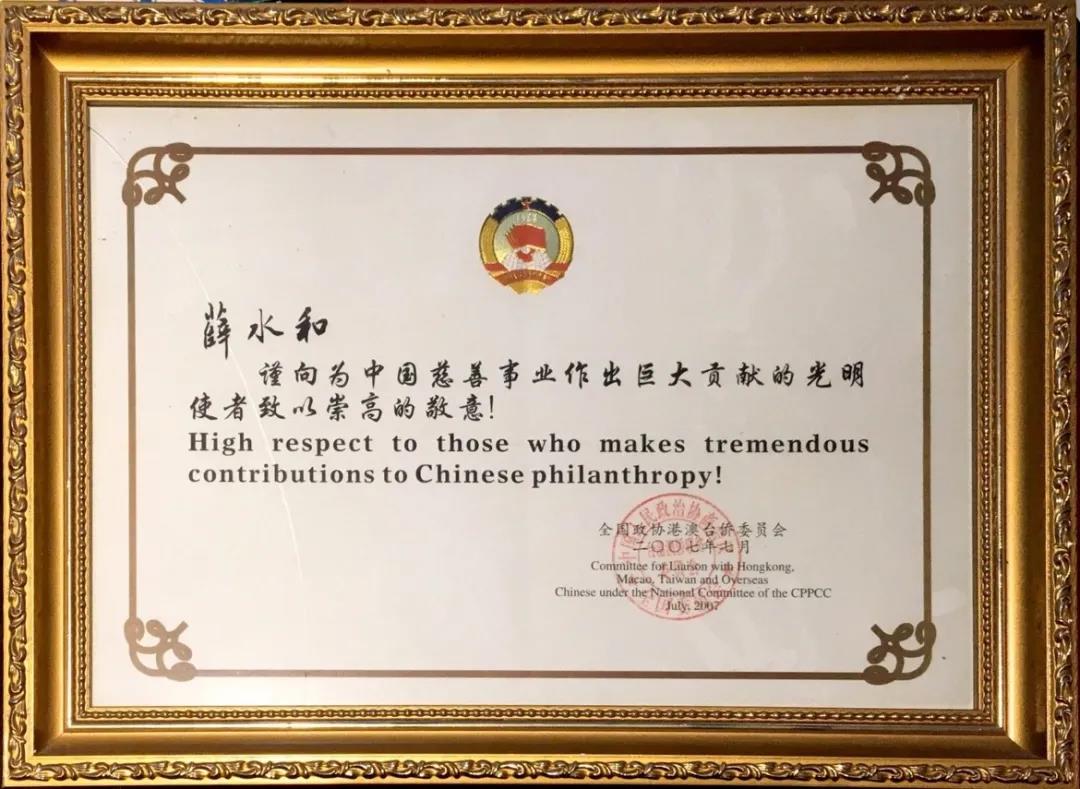 薛水和
谨向为中国慈善事业作出巨大贡献的光明
使者致以崇高的敬意!
High respect to those who makes tremendous
contributions to Chinese philanthropy!
全国政协港澳台侨委员会
二〇〇七年七月
Committee for Liaison with Hongkong,
Macao, Taiwan and Overseas
Chinese under the National Committee of the CPPCC
July, 2007